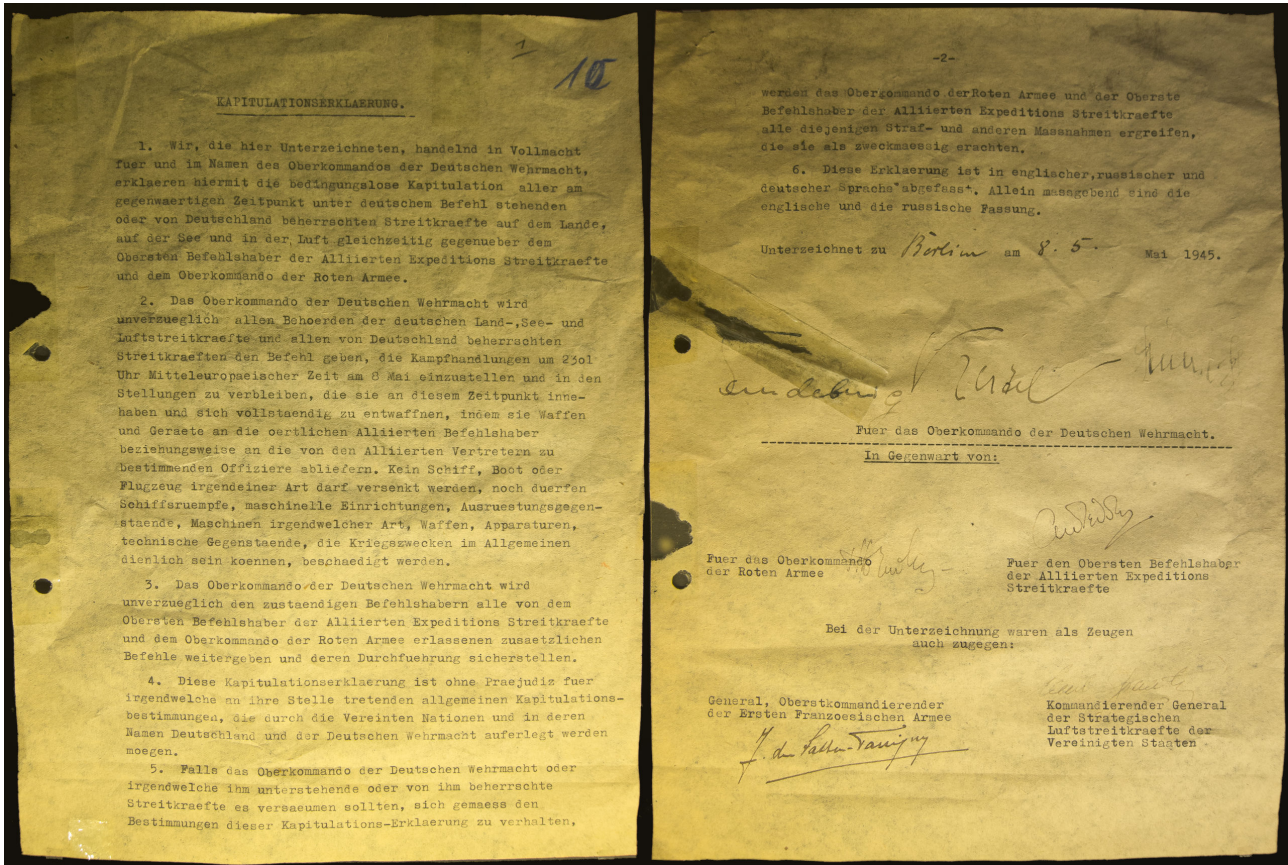 1
10
KAPITULATIONSERKLAERUNG.
1. Wir, die hier Unterzeichneten, handelnd in Vollmacht
fuer und im Namen des Oberkommandos der Deutschen Wehrmacht,
erklaeren hiermit die bedingungslose Kapitulation aller am
gegenwaertigen Zeitpunkt unter deutschem Befehl stehenden
oder von Deutschland beherrschten Streitkraefte auf dem Lande,
auf der See und in der Luft gleichzeitig gegenueber dem
Obersten Befehlshaber der Alliierten Expeditions Streitkraefte
und dem Oberkommando der Roten Armee.
2. Das Oberkommando der Deutschen Wehrmacht wird
unverzueglich allen Behoerden der deutschen Land-,See- und
Luftstreitkraefte und allen von Deutschland beherrschten
Streitkraeften den Befehl geben, die Kampfhandlungen um 2301
Uhr Mitteleuropaeischer Zeit am 8 Mai einzustellen und in den
Stellungen zu verbleiben, die sie an diesem Zeitpunkt inne-
haben und sich vollstaendig zu entwaffnen, indem sie Waffen
und Geraete an die oertlichen Alliierten Befehlshaber
beziehungsweise an die von den Alliierten Vertretern zu
bestimmenden Offiziere abliefern. Kein Schiff, Boot oder
Flugzeug irgendeiner Art darf versenkt werden, noch duerfen
Schiffsruempfe, maschinelle Einrichtungen, Ausruestungsgegen-
staende, Maschinen irgendwelcher Art, Waffen, Apparaturen,
technische Gegenstaende, die Kriegszwecken im Allgemeinen
dienlich sein koennen, beschaedigt werden.
3. Das Oberkommando der Deutschen Wehrmacht wird
unverzueglich den zustaendigen Befehlshabern alle von dem
Obersten Befehlshaber der Alliierten Expeditions Streitkraefte
und dem Oberkommando der Roten Armee erlassenen zusaetzlichen
Befehle weitergeben und deren Durchfuehrung sicherstellen.
4. Diese Kapitulationserklaerung ist ohne Praejudiz fuer
irgendwelche an ihre Stelle tretenden allgemeinen Kapitulations-
bestimmungen, die durch die Vereinten Nationen und in deren
Namen Deutschland und der Deutschen Wehrmacht auferlegt werden
moegen.
5. Falls das Oberkommando der Deutschen Wehrmacht oder
irgendwelche ihm unterstehende oder von ihm beherrschte
Streitkraefte es versaeumen sollten, sich gemaess den
Bestimmungen dieser Kapitulations-Erklaerung zu verhalten,
-2-
werden das Oberkommando derRoten Armee und der Oberste
Befehlshaber der Alliierten Expeditions Streitkraefte
alle diejenigen Straf- und anderen Massnahmen ergreifen,
die sie als zweckmaessig erachten.
6. Diese Erklaerung ist in englischer,russischer und
deutscher Sprache abgefasst. Allein massgebend sind die
englische und die russische Fassung.
Unterzeichnet zu Berlin am 8. 5. Mai 1945.
Fuer das Oberkommando der Deutschen Wehrmacht.
In Gegenwart von:
Fuer das Oberkommando
der Roten Armee
Fuer den Obersten Befehlshaber
der Alliierten Expeditions
Streitkraefte
Bei der Unterzeichnung waren als Zeugen
auch zugegen:
General, Oberstkommandierender
der Ersten Franzoesischen Armee
Kommandierender General
der Strategischen
Luftstreitkraefte der
Vereinigten Staaten